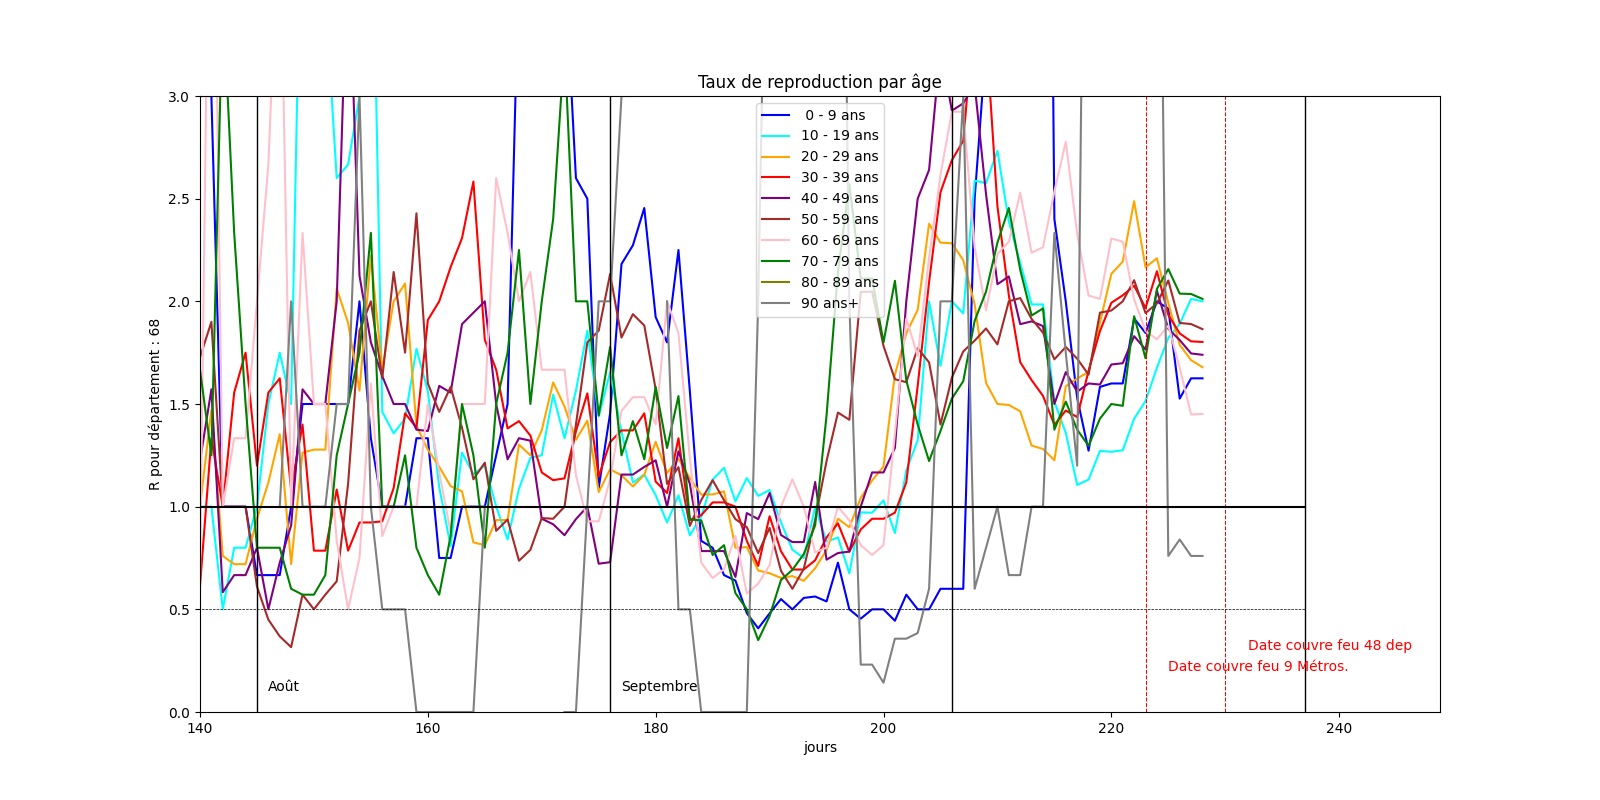 Taux de reproduction par âge
R pour département : 68
3.0
2.5
2.0
1.5
1.0
0.5
0.0
0 - 9 ans
10 - 19 ans
20 - 29 ans
30 - 39 ans
40 - 49 ans
50 - 59 ans
60 - 69 ans
70 - 79 ans
80 - 89 ans
90 ans+
Date couvre feu 48 dep
Date couvre feu 9 Métros.
Août
Septembre
140
160
180
200
220
240
jours